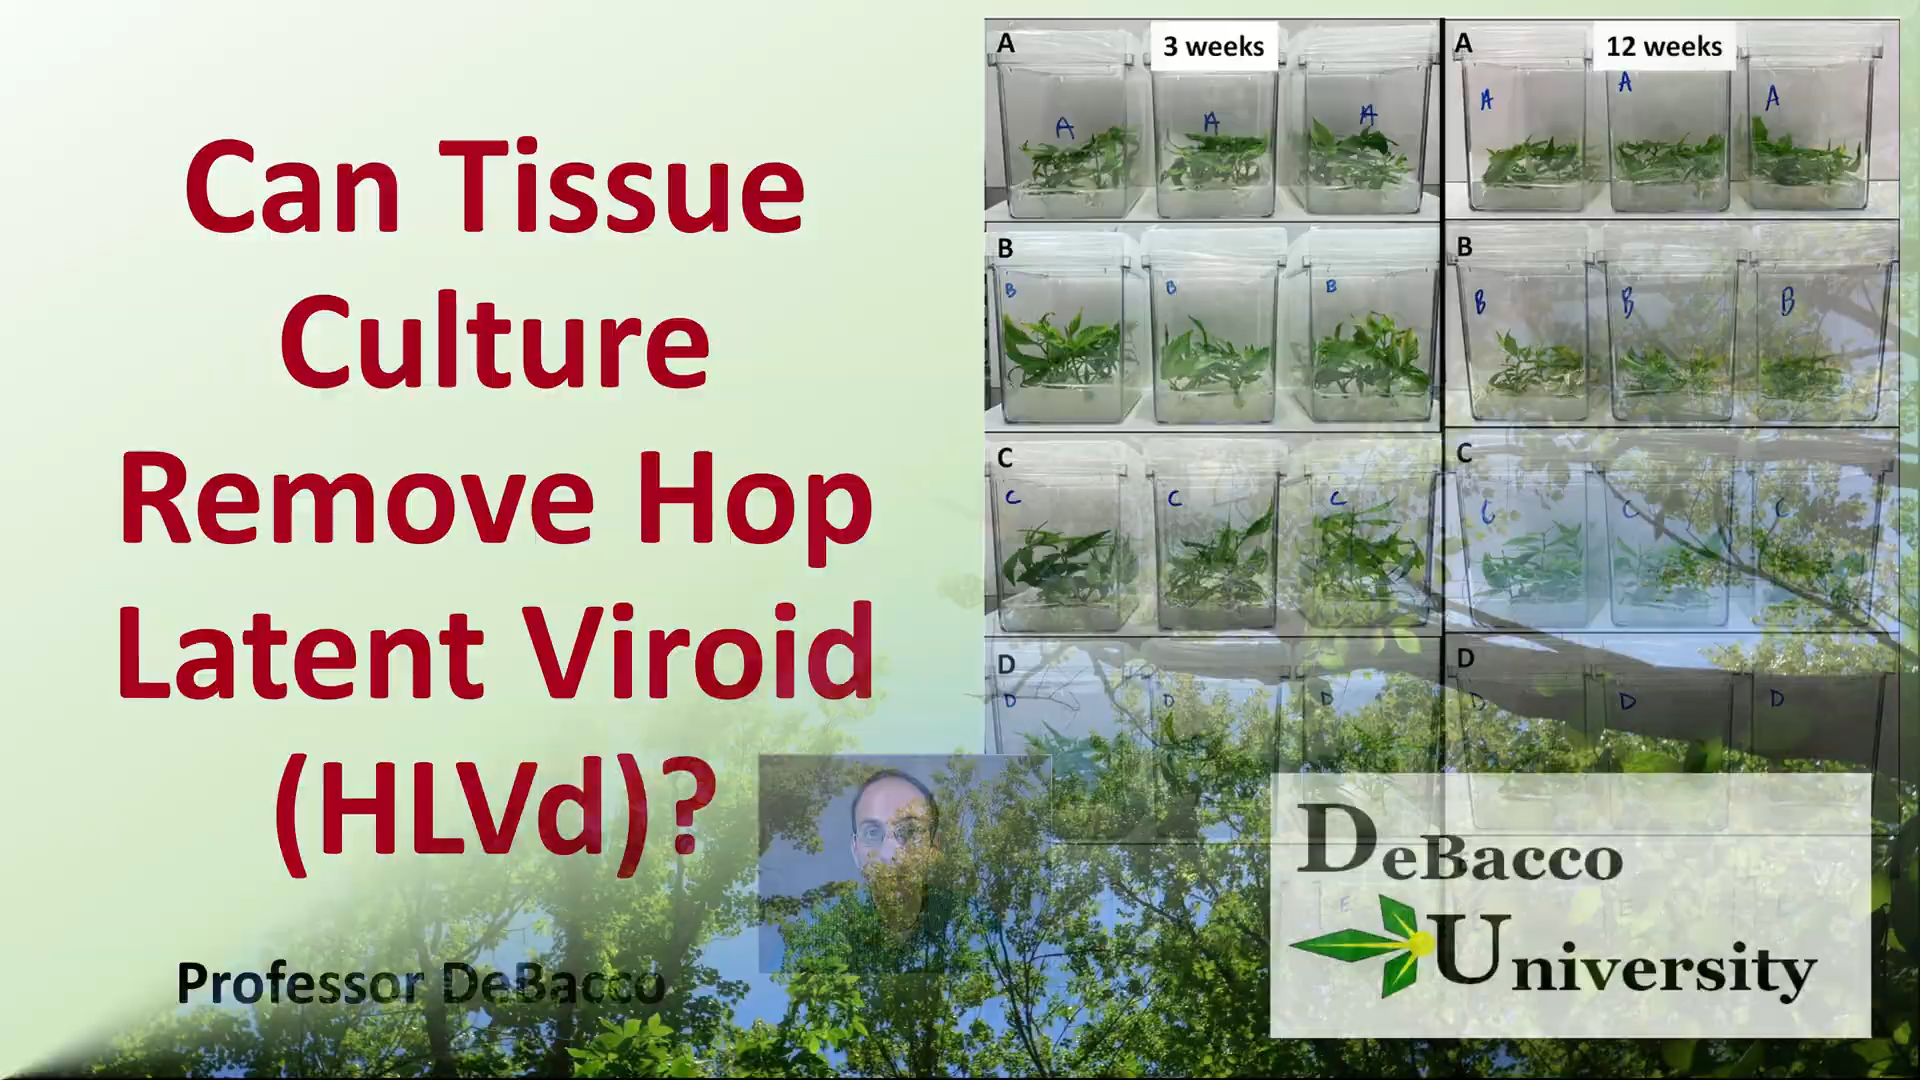 Can Tissue
Culture
Remove Hop
Latent Viroid
(HLVd)?
Professor DeBacco
A 3 weeks
A A A
B
B B B
C
C C C
D
D D D
E
A 12 weeks
A A A
B
B B B
C
C C C
D
D D D
E
DeBacco
University